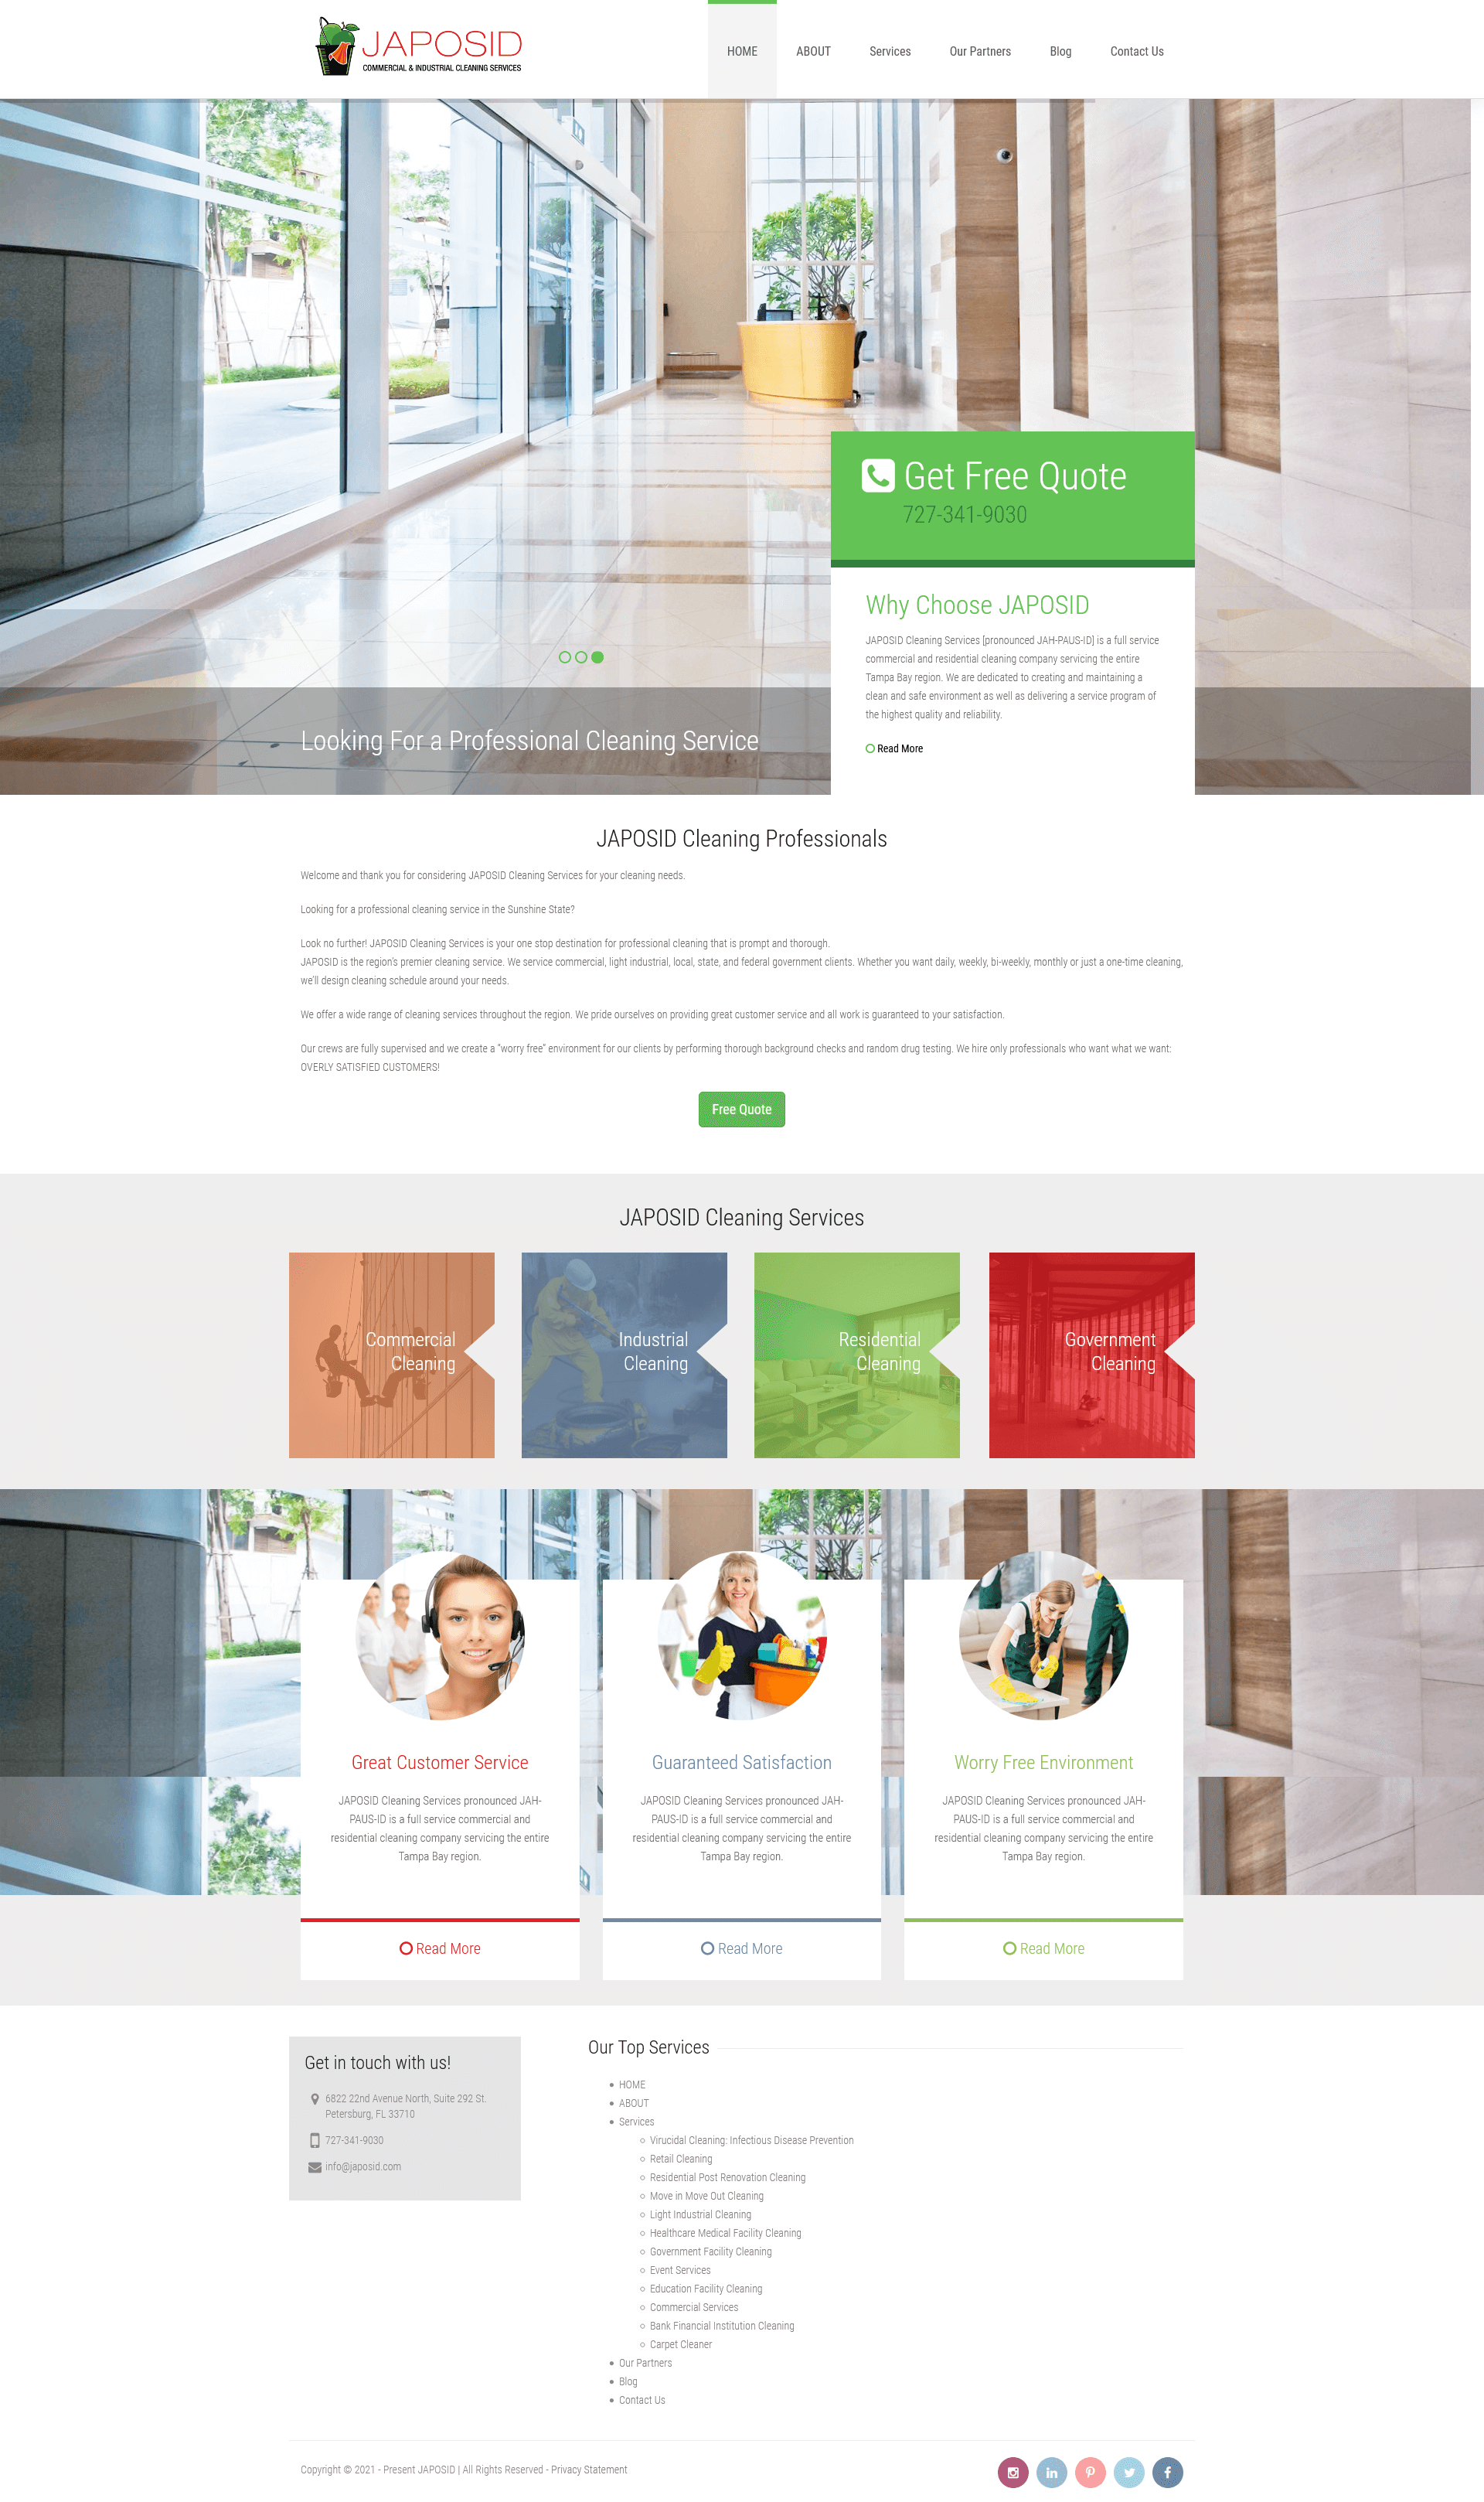 JAPOSID
COMMERCIAL & INDUSTRIAL CLEANING SERVICES
HOME
ABOUT
Services
Our Partners
Blog
Contact Us
Get Free Quote
727-341-9030
Why Choose JAPOSID
JAPOSID Cleaning Services [pronounced JAH-PAUS-ID] is a full service
commercial and residential cleaning company servicing the entire
Tampa Bay region. We are dedicated to creating and maintaining a
clean and safe environment as well as delivering a service program of
the highest quality and reliability.
Read More
Looking For a Professional Cleaning Service
JAPOSID Cleaning Professionals
Welcome and thank you for considering JAPOSID Cleaning Services for your cleaning needs.
Looking for a professional cleaning service in the Sunshine State?
Look no further! JAPOSID Cleaning Services is your one stop destination for professional cleaning that is prompt and thorough.
JAPOSID is the region's premier cleaning service. We service commercial, light industrial, local, state, and federal government clients. Whether you want daily, weekly, bi-weekly, monthly or just a one-time cleaning,
we'll design cleaning schedule around your needs.
We offer a wide range of cleaning services throughout the region. We pride ourselves on providing great customer service and all work is guaranteed to your satisfaction.
Our crews are fully supervised and we create a "worry free" environment for our clients by performing thorough background checks and random drug testing. We hire only professionals who want what we want:
OVERLY SATISFIED CUSTOMERS!
Free Quote
JAPOSID Cleaning Services
Commercial
Cleaning
Industrial
Cleaning
Residential
Cleaning
Government
Cleaning
Great Customer Service
JAPOSID Cleaning Services pronounced JAH-
PAUS-ID is a full service commercial and
residential cleaning company servicing the entire
Tampa Bay region.
Read More
Guaranteed Satisfaction
JAPOSID Cleaning Services pronounced JAH-
PAUS-ID is a full service commercial and
residential cleaning company servicing the entire
Tampa Bay region.
Read More
Worry Free Environment
JAPOSID Cleaning Services pronounced JAH-
PAUS-ID is a full service commercial and
residential cleaning company servicing the entire
Tampa Bay region.
Read More
Get in touch with us!
6822 22nd Avenue North, Suite 292 St.
Petersburg, FL 33710
727-341-9030
info@japosid.com
Our Top Services
HOME
ABOUT
Services
Virucidal Cleaning: Infectious Disease Prevention
Retail Cleaning
Residential Post Renovation Cleaning
Move in Move Out Cleaning
Light Industrial Cleaning
Healthcare Medical Facility Cleaning
Government Facility Cleaning
Event Services
Education Facility Cleaning
Commercial Services
Bank Financial Institution Cleaning
Carpet Cleaner
Our Partners
Blog
Contact Us
Copyright © 2021 - Present JAPOSID | All Rights Reserved - Privacy Statement